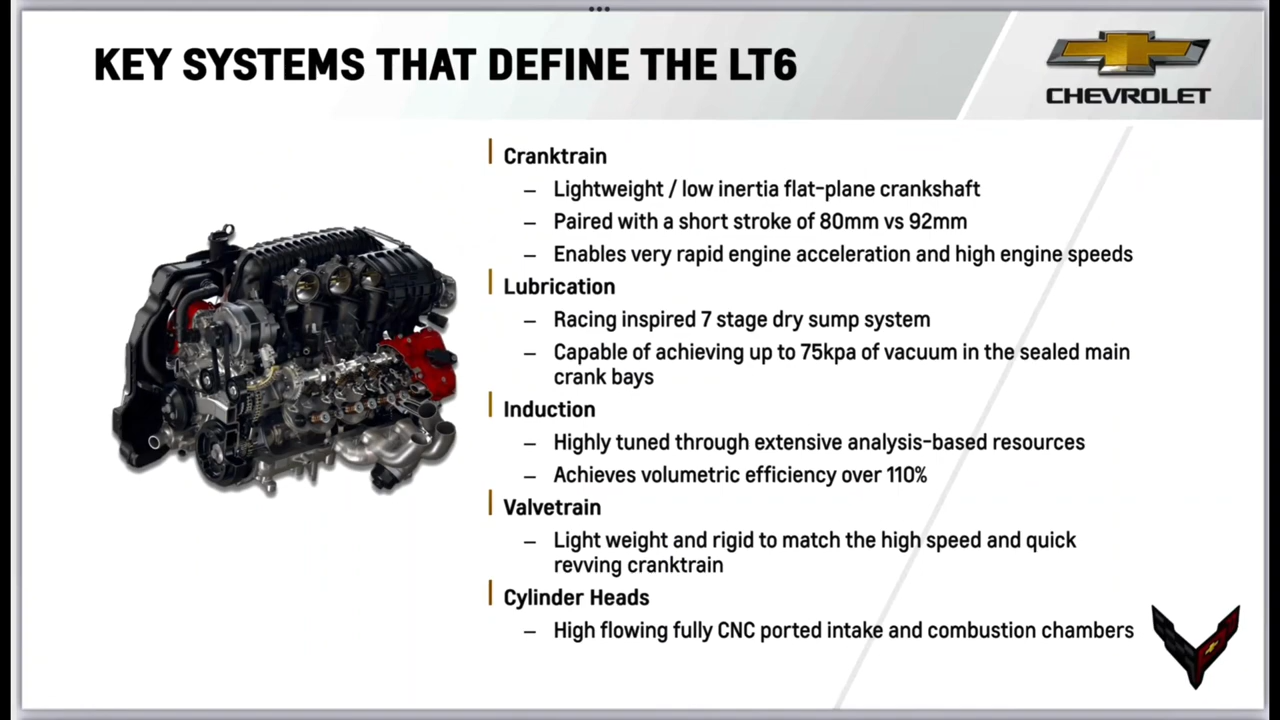 KEY SYSTEMS THAT DEFINE THE LT6
CHEVROLET
Cranktrain
– Lightweight / low inertia flat-plane crankshaft
– Paired with a short stroke of 80mm vs 92mm
– Enables very rapid engine acceleration and high engine speeds
Lubrication
– Racing inspired 7 stage dry sump system
– Capable of achieving up to 75kpa of vacuum in the sealed main
crank bays
Induction
– Highly tuned through extensive analysis-based resources
– Achieves volumetric efficiency over 110%
Valvetrain
– Light weight and rigid to match the high speed and quick
revving cranktrain
Cylinder Heads
– High flowing fully CNC ported intake and combustion chambers